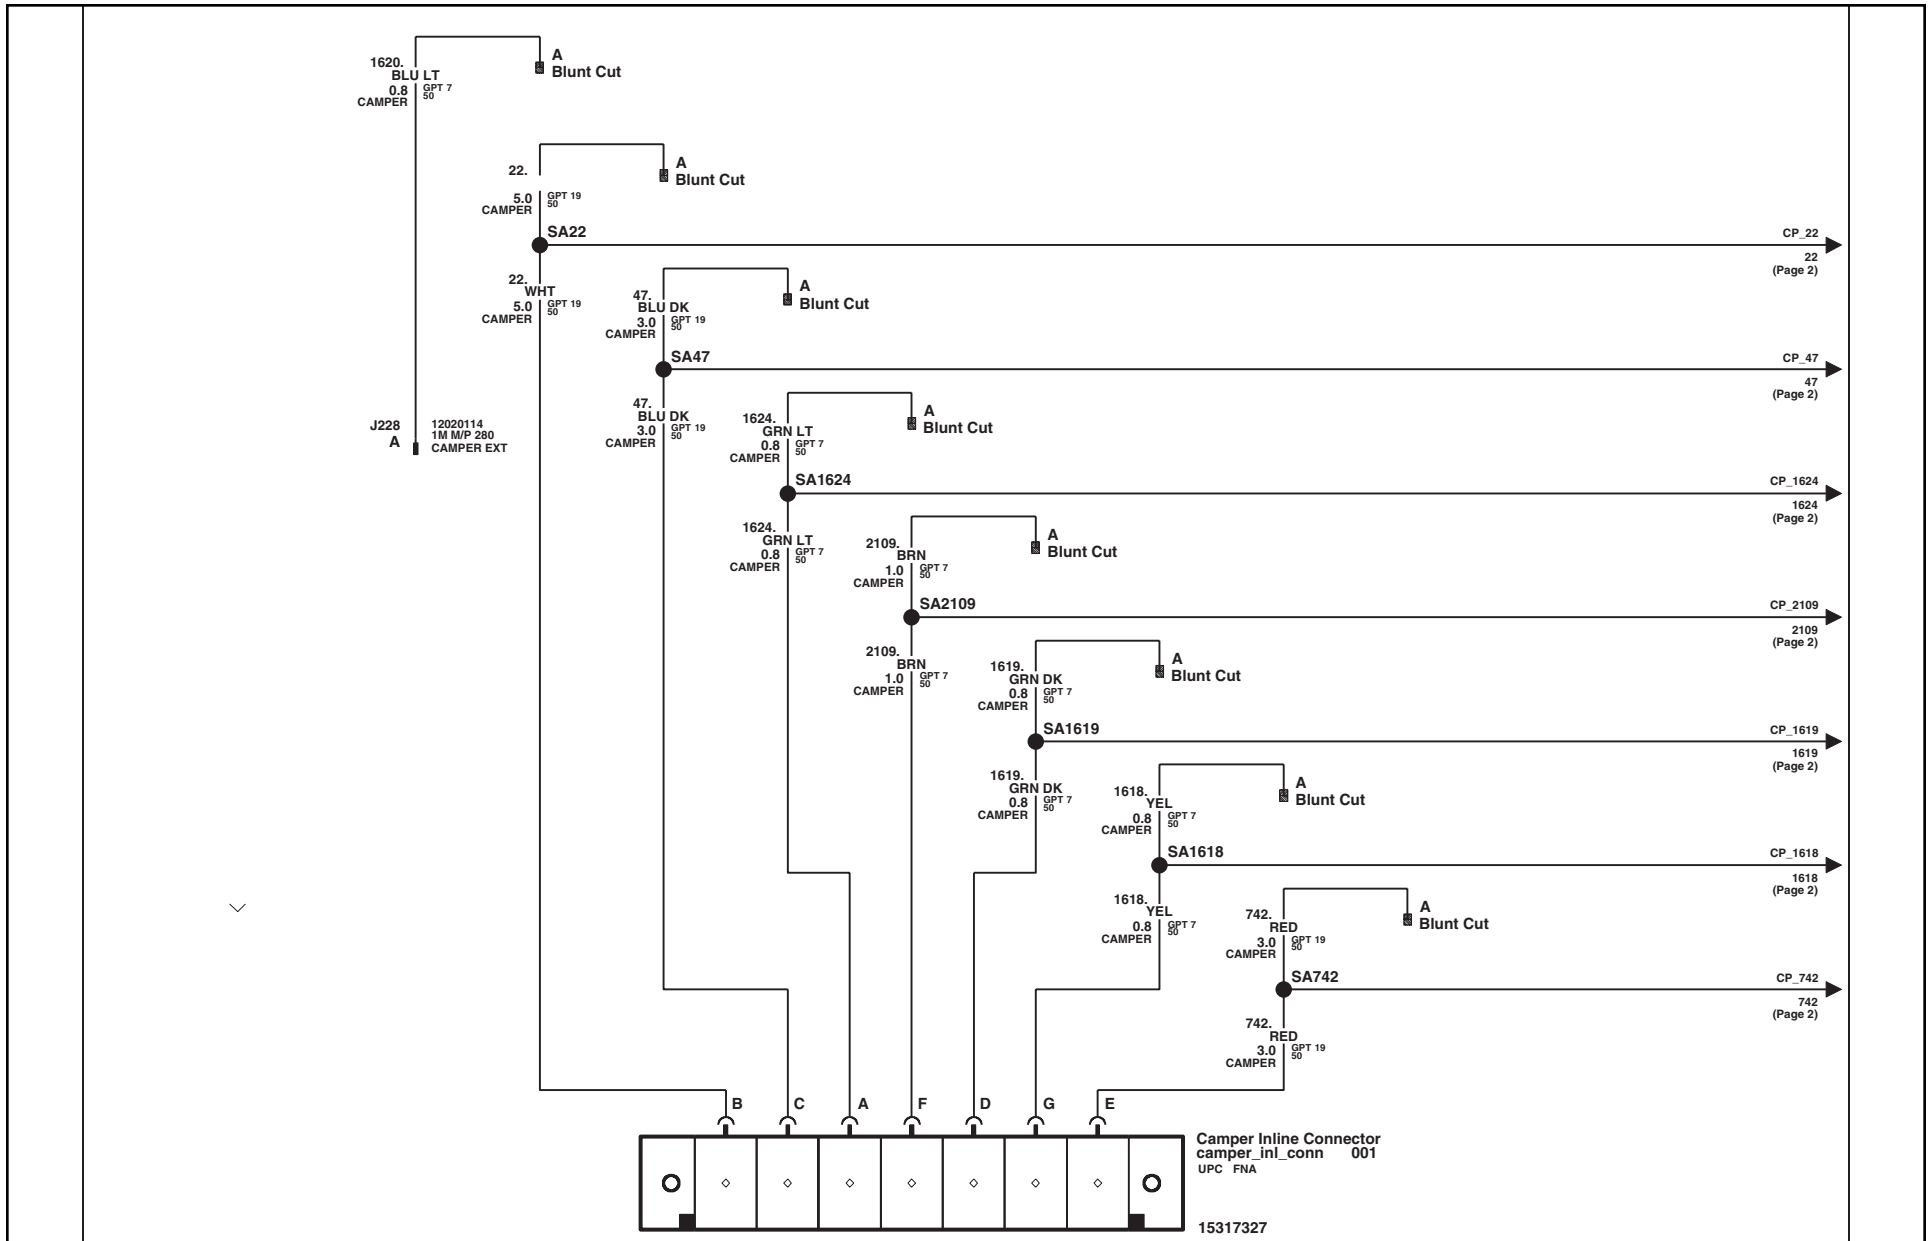 1620.
BLU LT
0.8 GPT 7
50
CAMPER
A
Blunt Cut
22.
5.0 GPT 19
50
CAMPER
A
Blunt Cut
SA22
CP_22
22
(Page 2)
22.
WHT
5.0 GPT 19
50
CAMPER
47.
BLU DK
3.0 GPT 19
50
CAMPER
A
Blunt Cut
SA47
CP_47
47
(Page 2)
47.
BLU DK
3.0 GPT 19
50
CAMPER
J228
A
12020114
1M M/P 280
CAMPER EXT
1624.
GRN LT
0.8 GPT 7
50
CAMPER
A
Blunt Cut
SA1624
CP_1624
1624
(Page 2)
1624.
GRN LT
0.8 GPT 7
50
CAMPER
2109.
BRN
1.0 GPT 7
50
CAMPER
A
Blunt Cut
SA2109
CP_2109
2109
(Page 2)
2109.
BRN
1.0 GPT 7
50
CAMPER
1619.
GRN DK
0.8 GPT 7
50
CAMPER
A
Blunt Cut
SA1619
CP_1619
1619
(Page 2)
1619.
GRN DK
0.8 GPT 7
50
CAMPER
1618.
YEL
0.8 GPT 7
50
CAMPER
A
Blunt Cut
SA1618
CP_1618
1618
(Page 2)
1618.
YEL
0.8 GPT 7
50
CAMPER
742.
RED
3.0 GPT 19
50
CAMPER
A
Blunt Cut
SA742
CP_742
742
(Page 2)
742.
RED
3.0 GPT 19
50
CAMPER
B C A F D G E
Camper Inline Connector
camper_inl_conn 001
UPC FNA
15317327